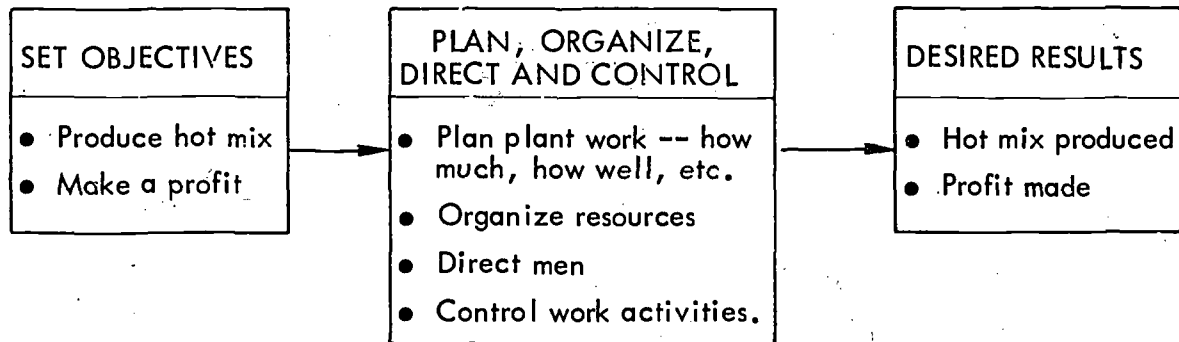 SET OBJECTIVES
● Produce hot mix
● Make a profit
PLAN, ORGANIZE,
DIRECT AND CONTROL
● Plan plant work -- how
much, how well, etc.
● Organize resources
● Direct men
● Control work activities.
DESIRED RESULTS
● Hot mix produced
● Profit made